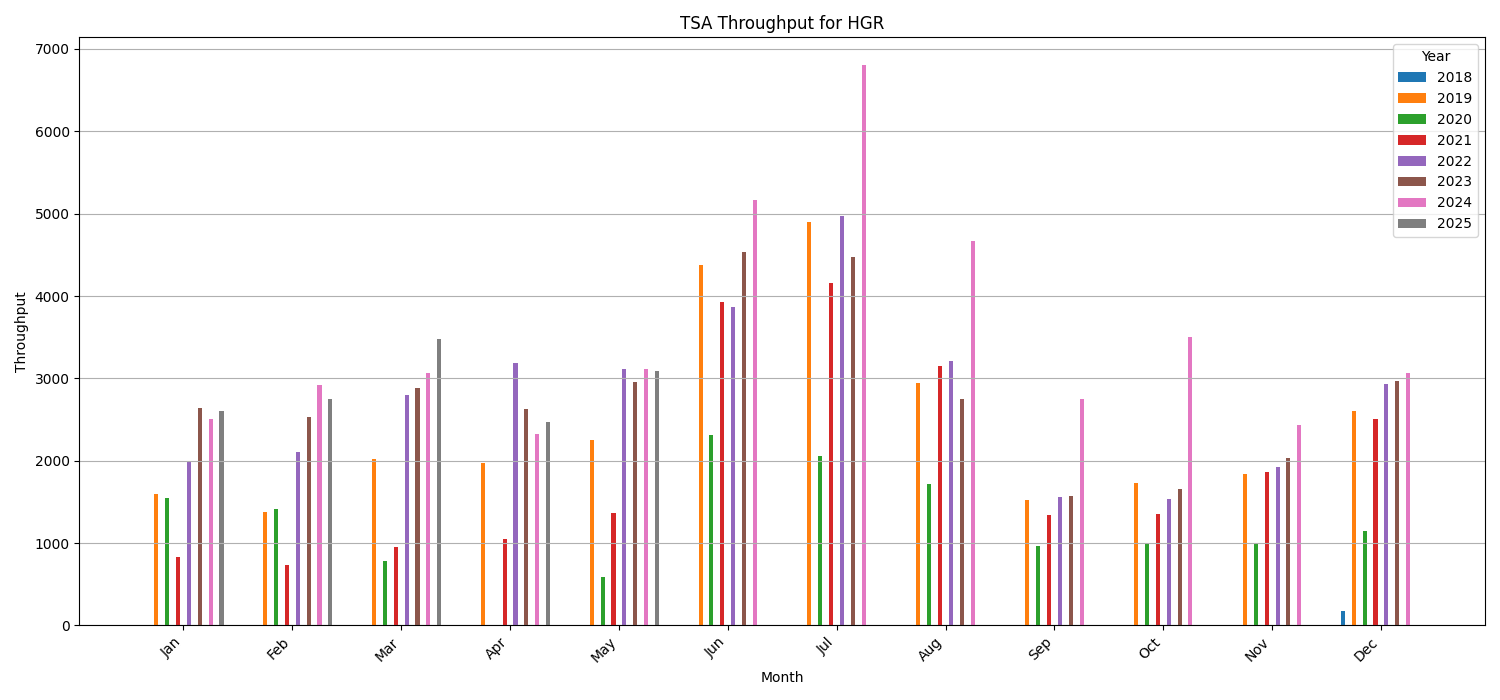 TSA Throughput for HGR
Throughput
7000
6000
5000
4000
3000
2000
1000
0
Year
2018
2019
2020
2021
2022
2023
2024
2025
Jan
Feb
Mar
Apr
May
Jun
Jul
Aug
Sep
Oct
Nov
Dec
Month